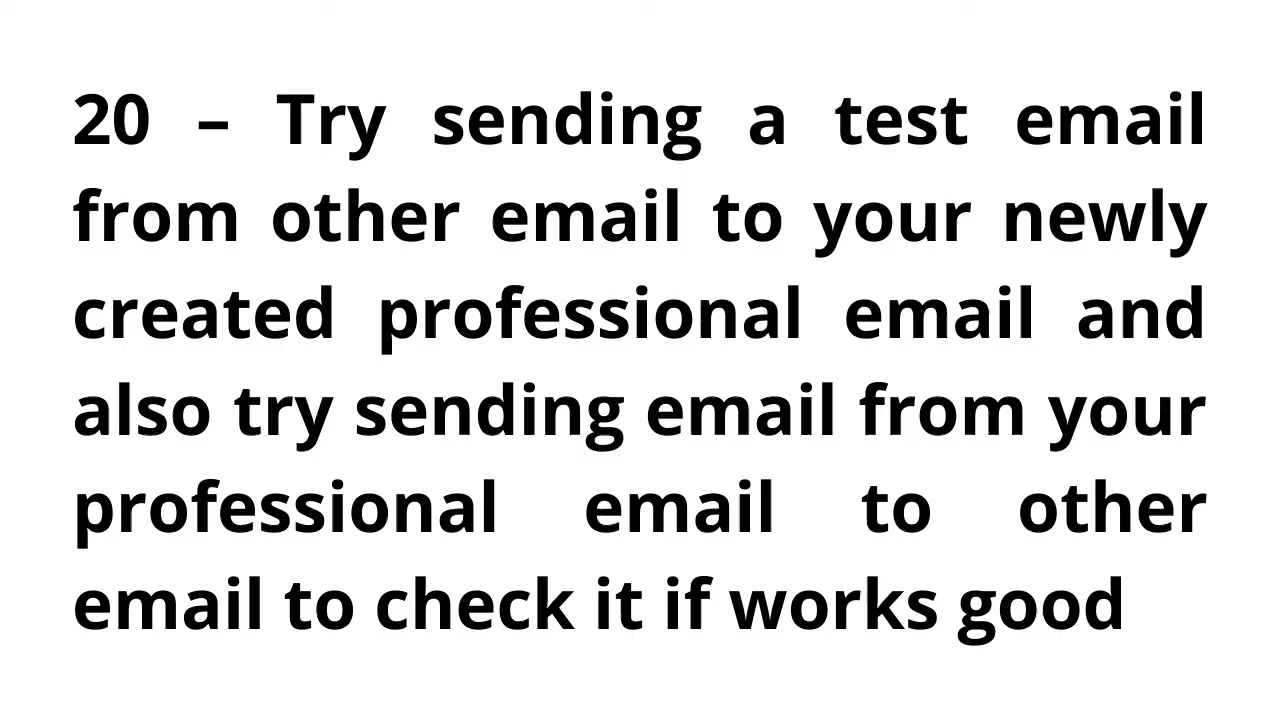 20 – Try sending a test email
from other email to your newly
created professional email and
also try sending email from your
professional email to other
email to check it if works good